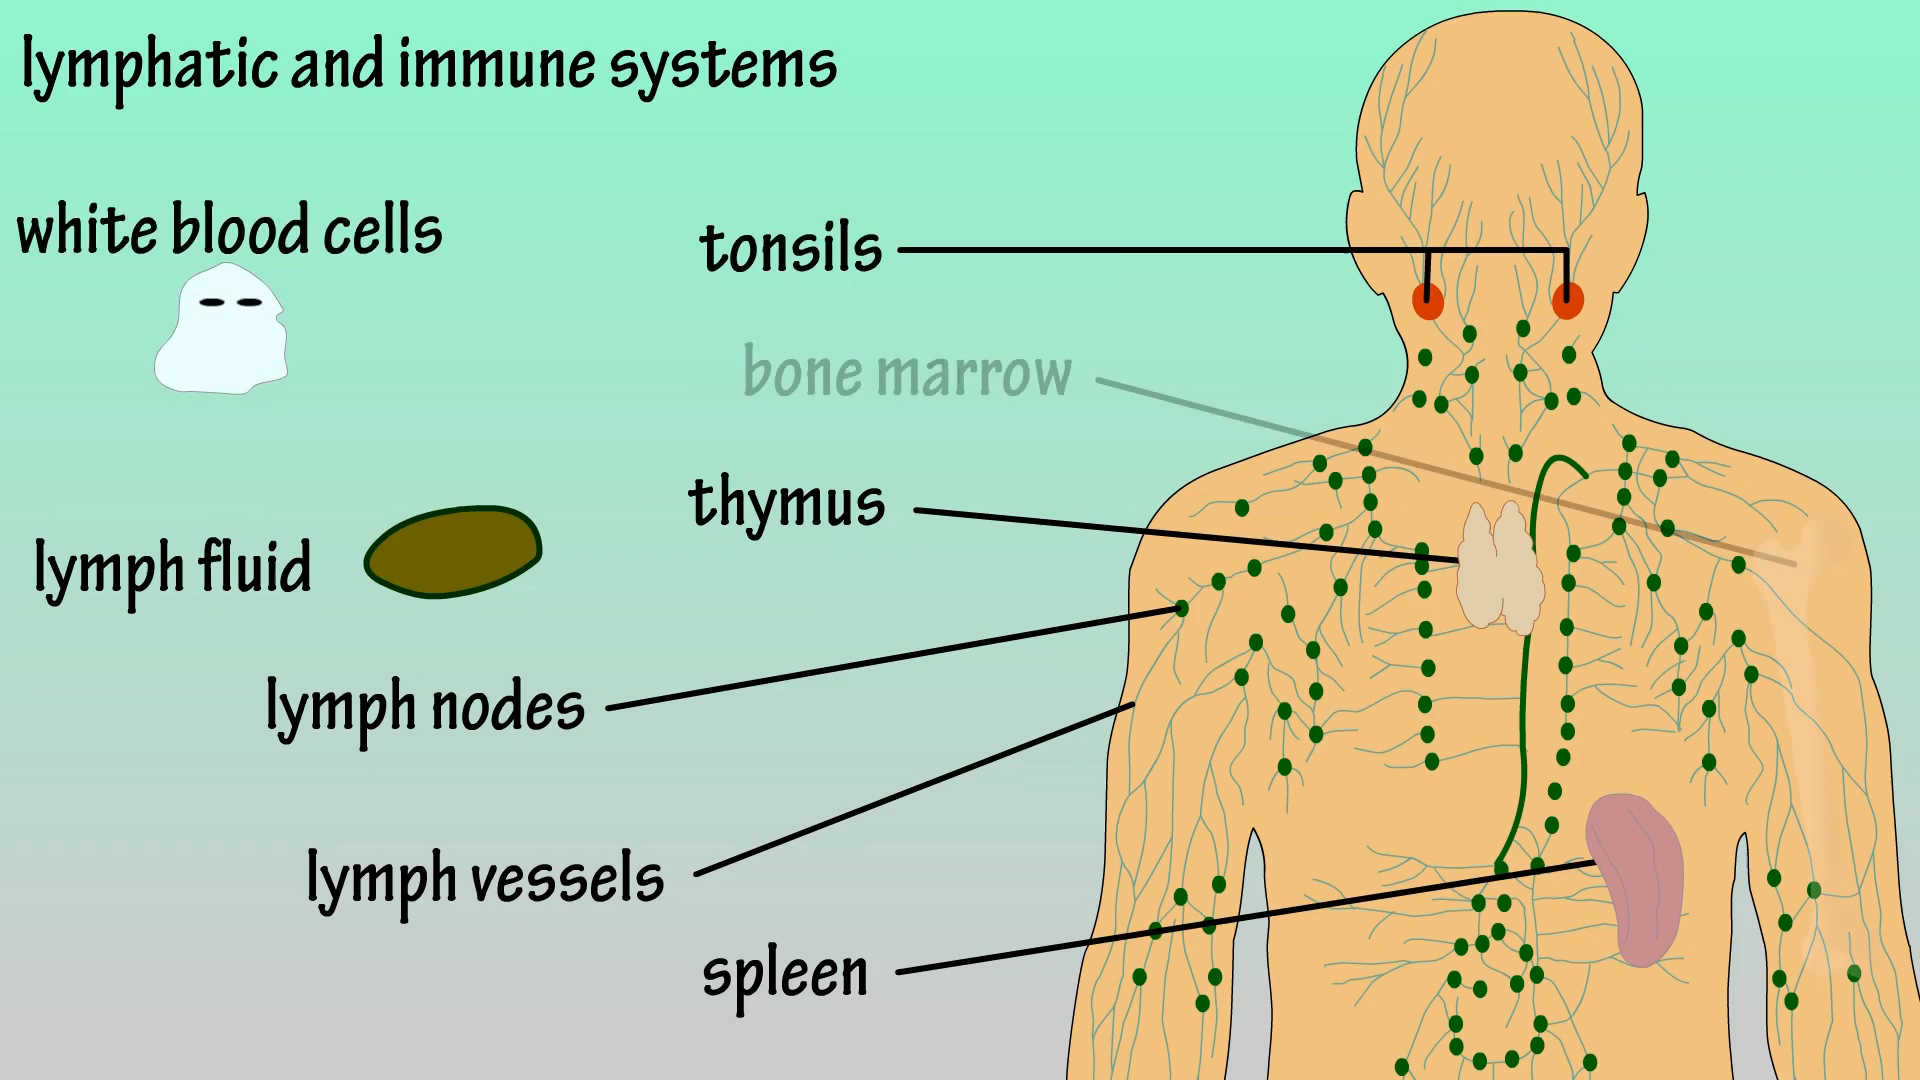 lymphatic and immune systems
white blood cells
tonsils
bone marrow
thymus
lymph fluid
lymph nodes
lymph vessels
spleen